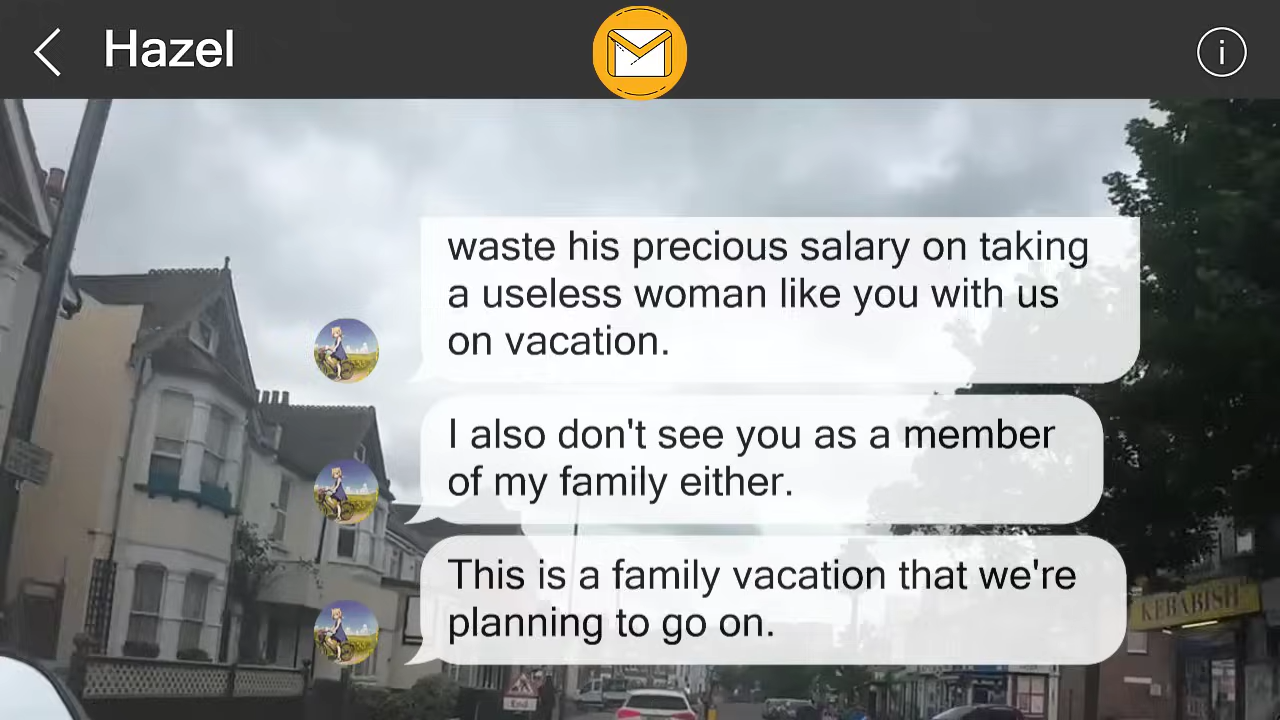 Hazel
waste his precious salary on taking
a useless woman like you with us
on vacation.
I also don't see you as a member
of my family either.
This is a family vacation that we're
planning to go on.
KEBABISH
End